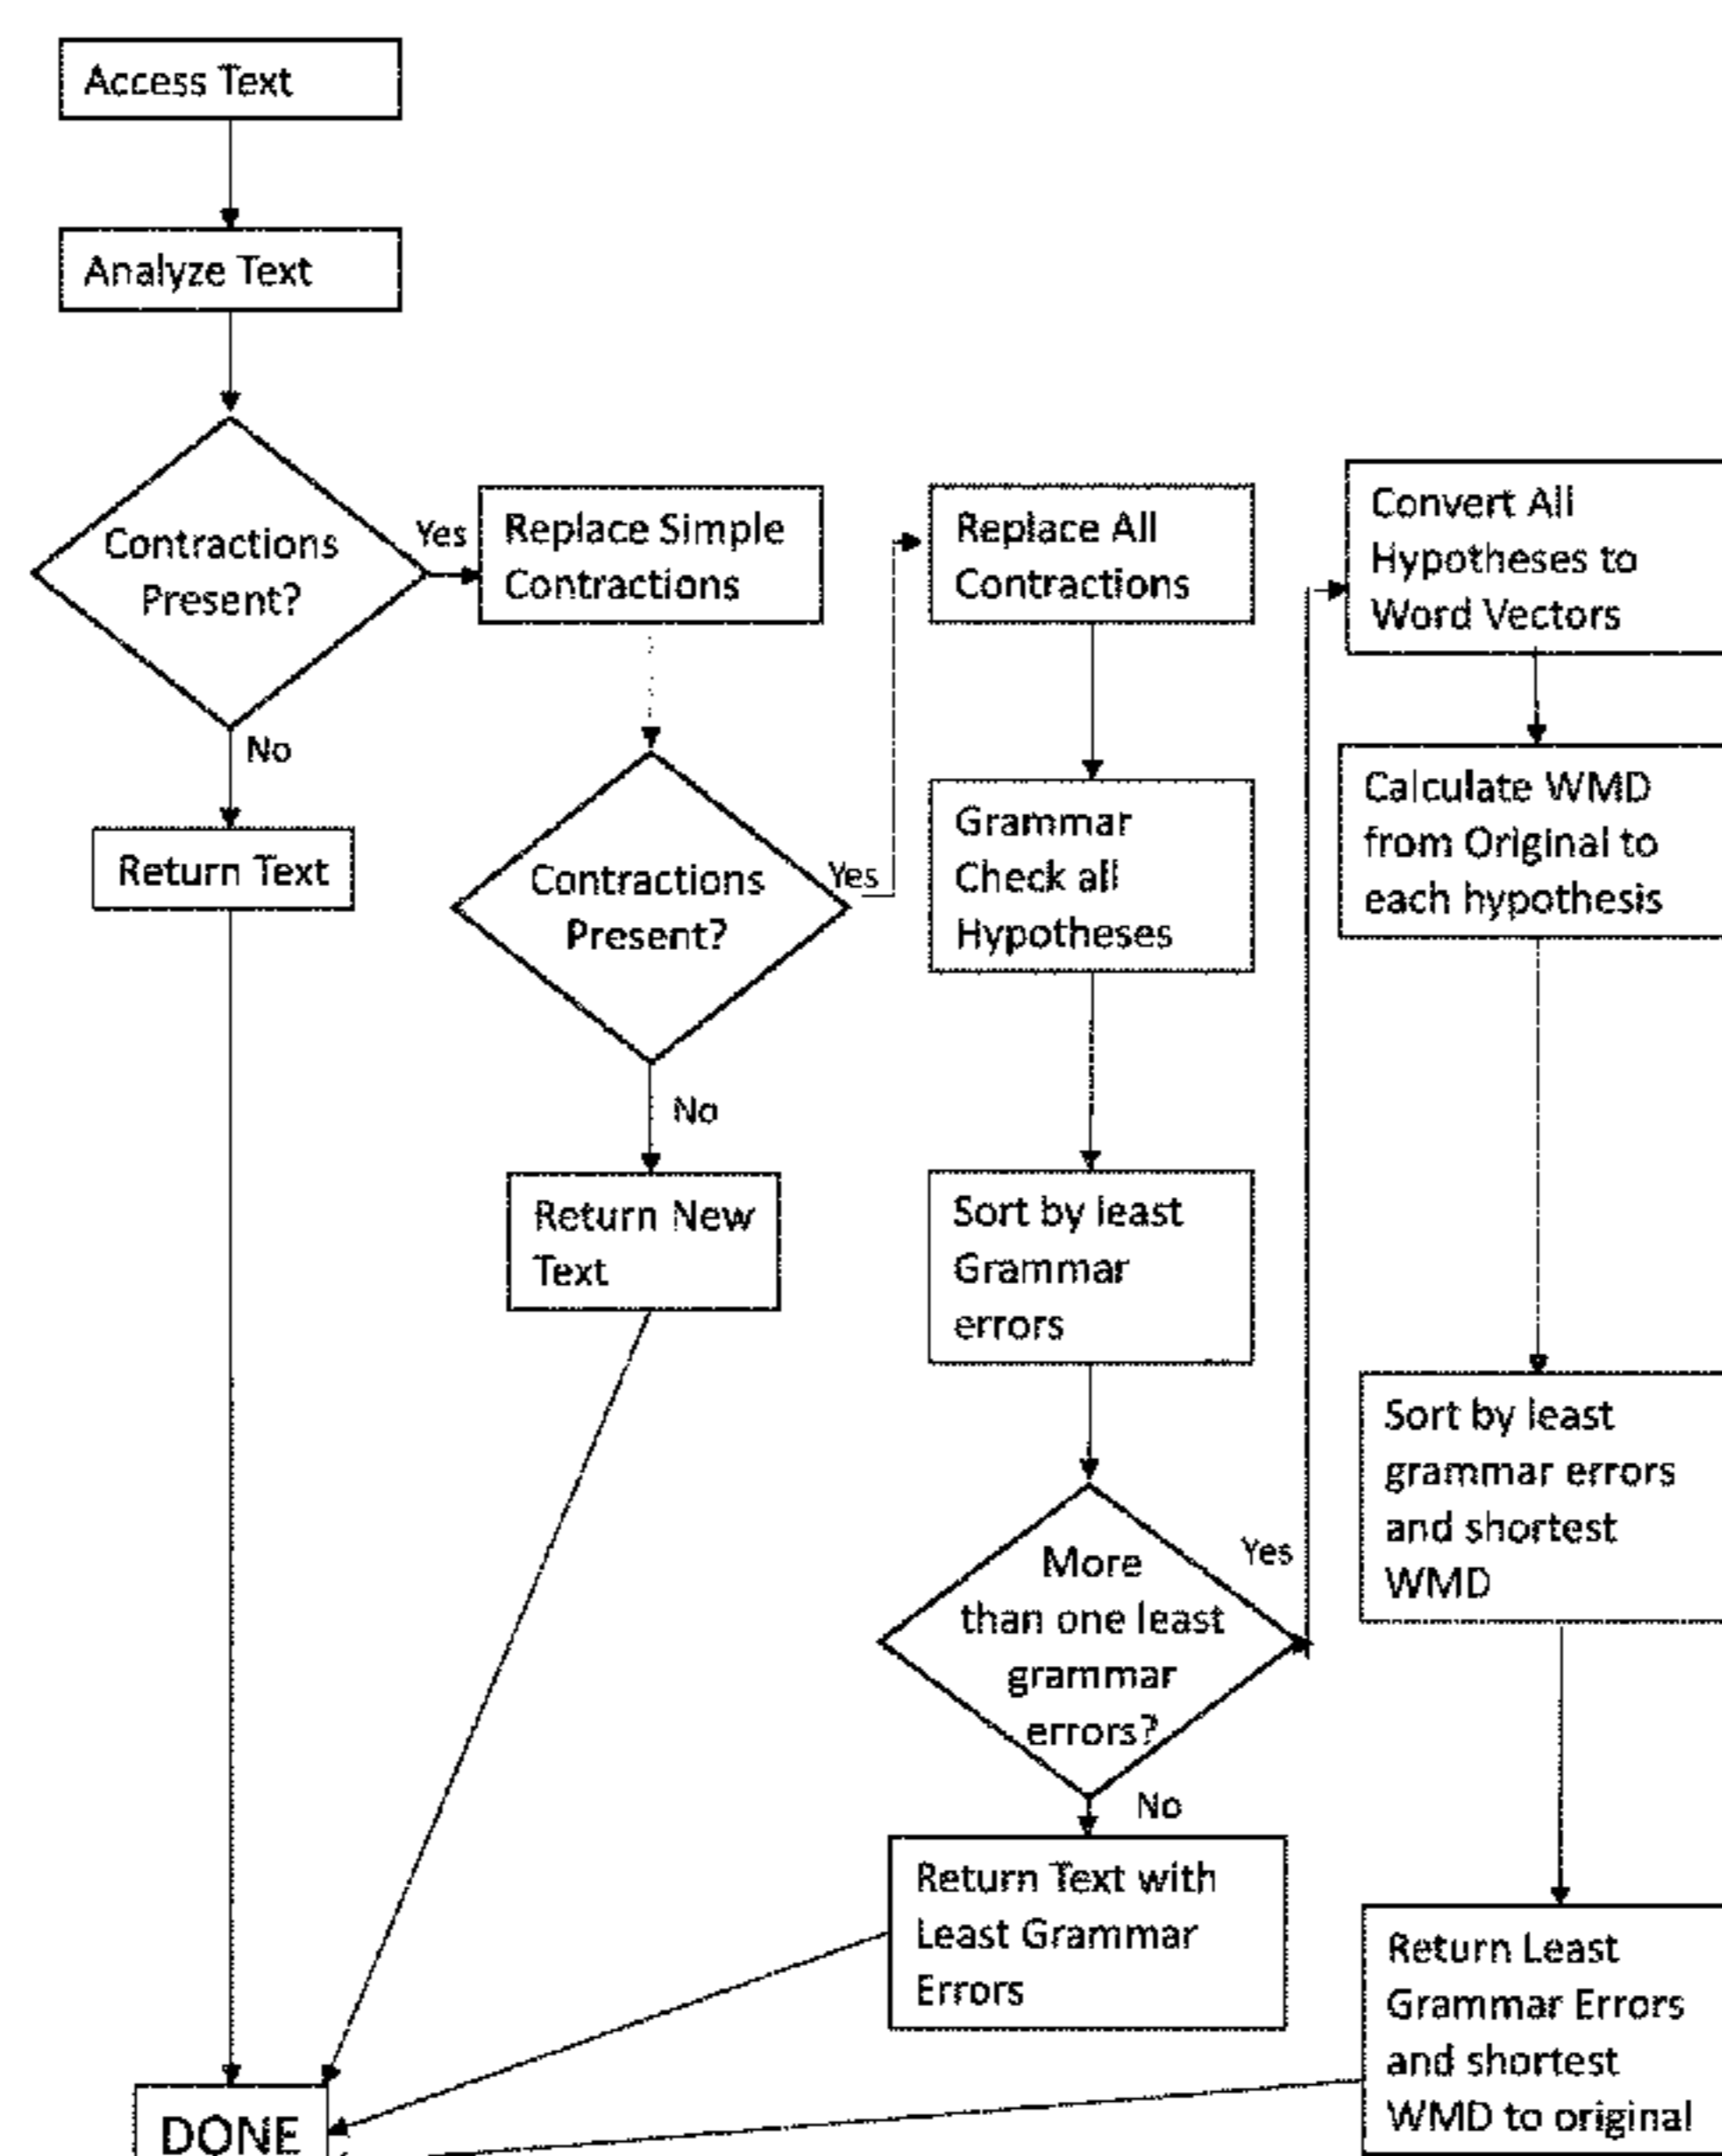 Access Text
Analyze Text
Contractions
Present?
Yes
No
Return Text
Replace Simple
Contractions
Contractions
Present?
Yes
No
Return New
Text
Replace All
Contractions
Grammar
Check all
Hypotheses
Sort by least
Grammar
errors
More
than one least
grammar
errors?
Yes
No
Return Text with
Least Grammar
Errors
Convert All
Hypotheses to
Word Vectors
Calculate WMD
from Original to
each hypothesis
Sort by least
grammar errors
and shortest
WMD
Return Least
Grammar Errors
and shortest
WMD to original
DONE